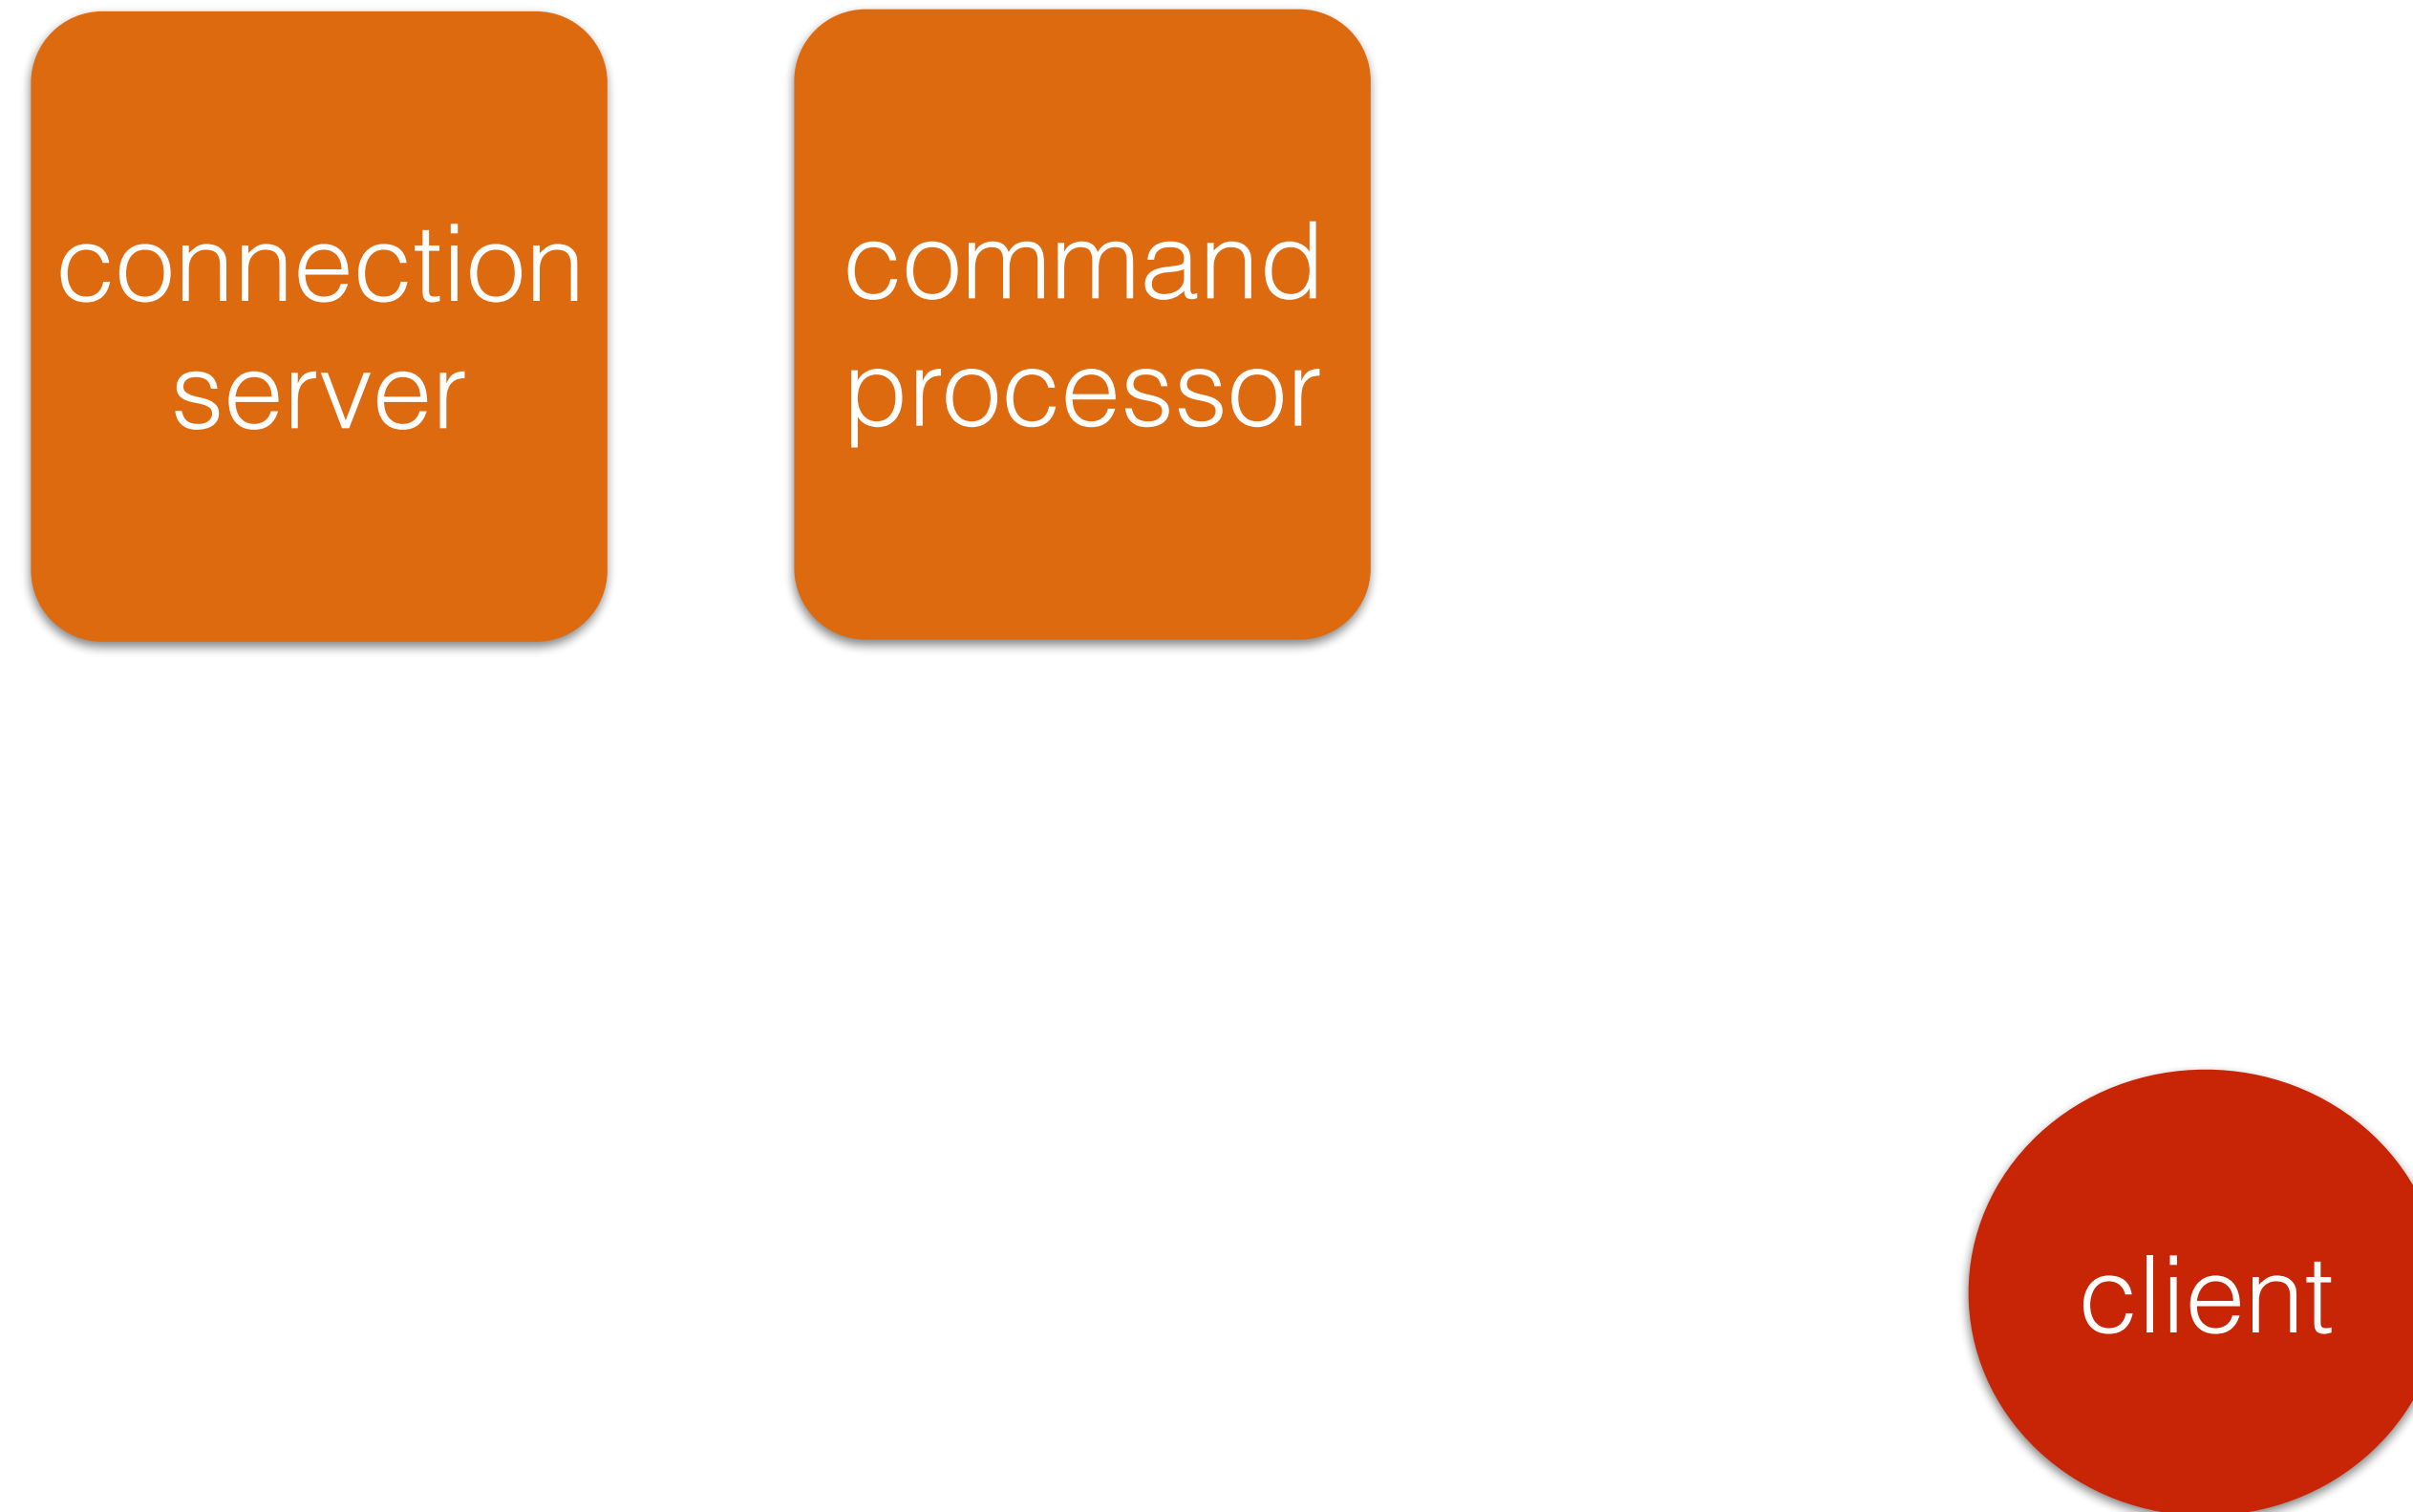 connection
server
command
processor
client